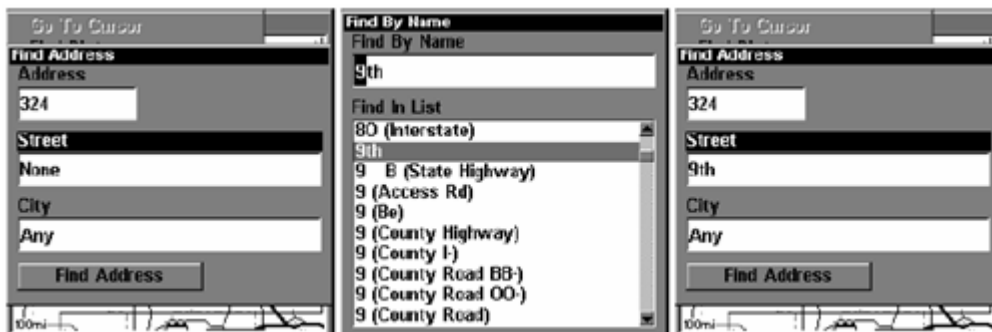 Go To Cursor
Find Address
Address
324
Street
None
City
Any
Find Address
100mi
Find By Name
Find By Name
9th
Find In List
80 (Interstate)
9th
9 B (State Highway)
9 (Access Rd)
9 (Be)
9 (County Highway)
9 (County I-)
9 (County Road BB-)
9 (County Road OO-)
9 (County Road)
Go To Cursor
Find Address
Address
324
Street
9th
City
Any
Find Address
100mi